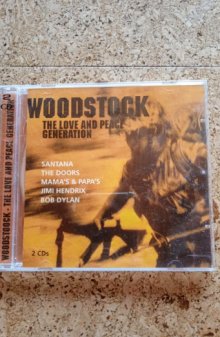 WOODSTOCK
THE LOVE AND PEACE
GENERATION
SANTANA
THE DOORS
MAMA'S & PAPA'S
JIMI HENDRIX
BOB DYLAN
2 CDs
WOODSTOCK - THE LOVE AND PEACE GENERATION